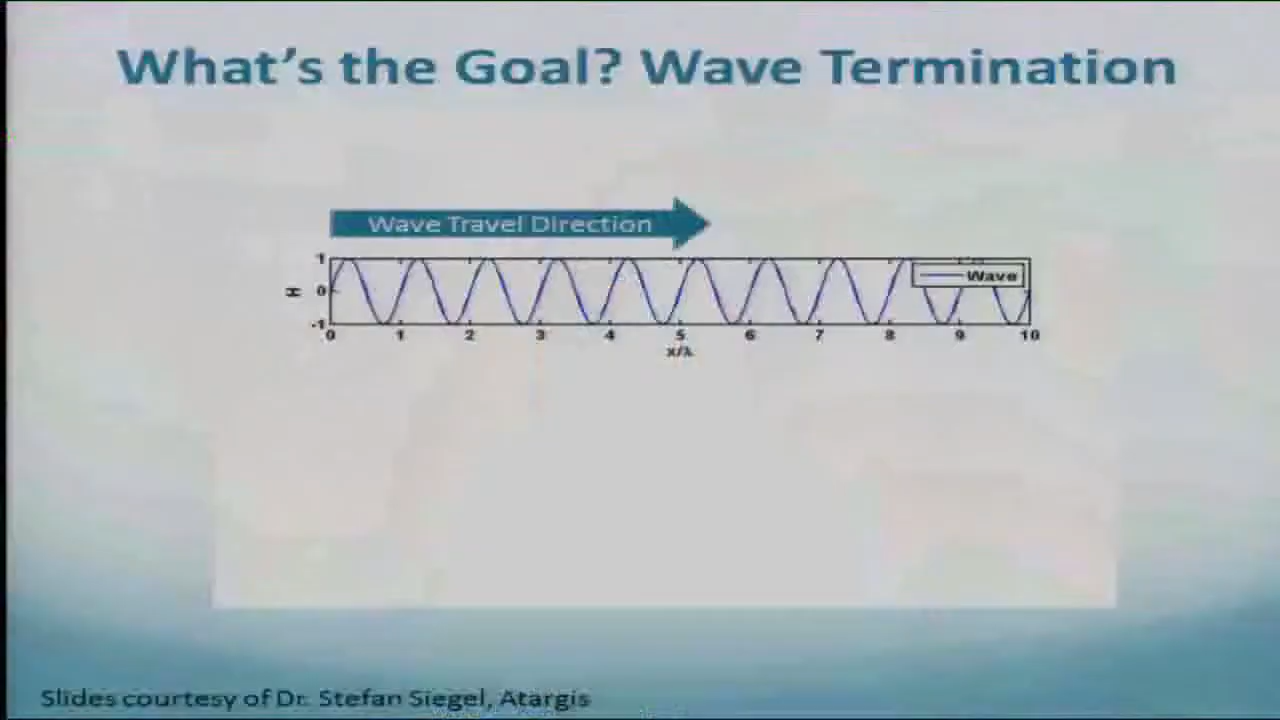 What's the Goal? Wave Termination
Wave Travel Direction
1
0
-1
H
Wave
0 1 2 3 4 5 6 7 8 9 10
x/λ
Slides courtesy of Dr. Stefan Siegel, Atargis